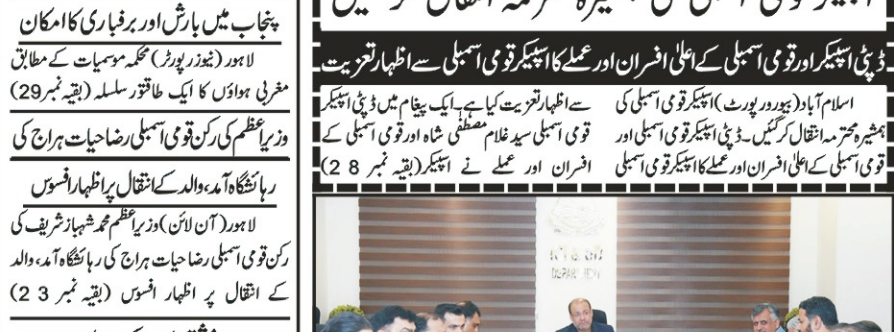 پنجاب میں بارش اور برفباری کا امکان
لاہور (نیوز رپورٹر) محکمہ موسمیات کے مطابق
مغربی ہواؤں کا ایک طاقتور سلسلہ (بقیہ نمبر 29)
وزیراعظم کی رکن قومی اسمبلی رضا حیات ہراج کی
رہائشگاہ آمد، والد کے انتقال پر اظہار افسوس
لاہور (آن لائن) وزیراعظم محمد شہباز شریف کی
رکن قومی اسمبلی رضا حیات ہراج کی رہائشگاہ آمد، والد
کے انتقال پر اظہار افسوس (بقیہ نمبر 23)
ڈپٹی اسپیکر اور قومی اسمبلی کے اعلیٰ افسران اور عملے کا اسپیکر قومی اسمبلی سے اظہار تعزیت
اسلام آباد (بیورو رپورٹ) اسپیکر قومی اسمبلی کی
ہمشیرہ محترمہ انتقال کر گئیں۔ ڈپٹی اسپیکر قومی اسمبلی اور
قومی اسمبلی کے اعلیٰ افسران اور عملے کا اسپیکر قومی اسمبلی
سے اظہار تعزیت کیا ہے۔ ایک پیغام میں ڈپٹی اسپیکر
قومی اسمبلی سید غلام مصطفیٰ شاہ اور قومی اسمبلی کے
افسران اور عملے نے اسپیکر (بقیہ نمبر 28)